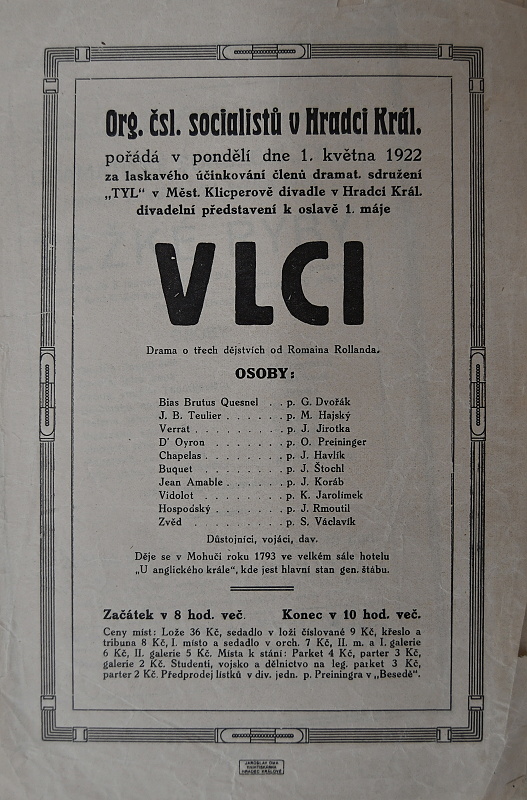 Org. čsl. socialistů v Hradci Král.
pořádá v pondělí dne 1. května 1922
za laskavého účinkování členů dramat. sdružení
„TYL“ v Měst. Klicperově divadle v Hradci Král.
divadelní představení k oslavě 1. máje
VLCI
Drama o třech dějstvích od Romaina Rollanda.
OSOBY:
Bias Brutus Quesnel . . p. G. Dvořák
J. B. Teulier . . . . . . p. M. Hajský
Verrat . . . . . . . . . p. J. Jirotka
D' Oyron . . . . . . . p. O. Preininger
Chapelas . . . . . . . . p. J. Havlík
Buquet . . . . . . . . p. J. Štochl
Jean Amable . . . . . . p. J. Koráb
Vidolot . . . . . . . . p. K. Jarolímek
Hospodský . . . . . . . p. J. Rmoutil
Zvěd . . . . . . . . . p. S. Václavík
Důstojníci, vojáci, dav.
Děje se v Mohuči roku 1793 ve velkém sále hotelu
„U anglického krále“, kde jest hlavní stan gen. štábu.
Začátek v 8 hod. več. Konec v 10 hod. več.
Ceny míst: Lože 36 Kč, sedadlo v loži číslované 9 Kč, křeslo a
tribuna 8 Kč, I. místo a sedadlo v orch. 7 Kč, II. m. a I. galerie
6 Kč, II. galerie 5 Kč. Místa k stání: Parket 4 Kč, parter 3 Kč,
galerie 2 Kč. Studenti, vojsko a dělnictvo na leg. parket 3 Kč,
parter 2 Kč. Předprodej lístků v div. jedn. p. Preiningra v „Besedě“.
JAROSLAV
HRADEC KRÁLOVÉ